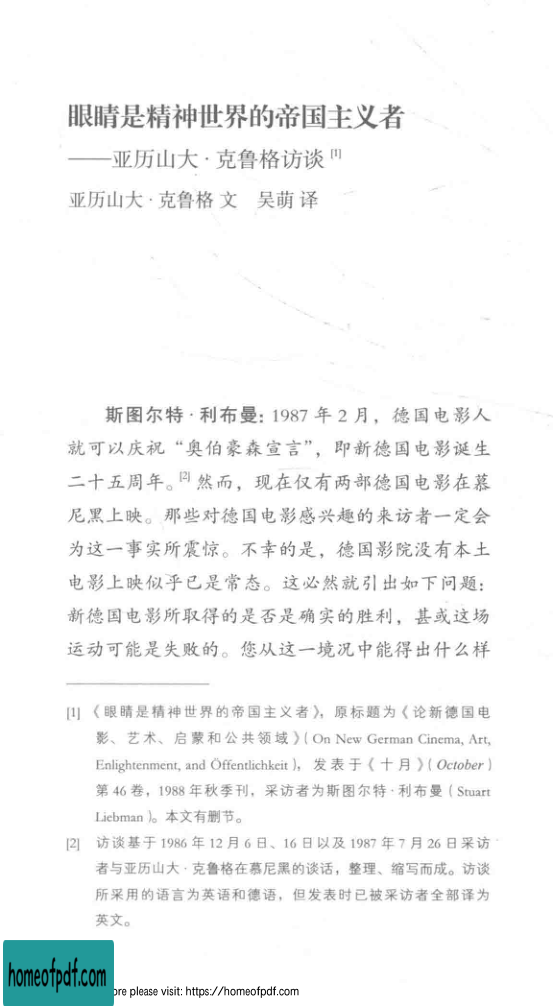 眼睛是精神世界的帝国主义者
——亚历山大·克鲁格访谈[1]
亚历山大·克鲁格 文　吴萌 译
斯图尔特·利布曼：1987 年 2 月，德国电影人
就可以庆祝“奥伯豪森宣言”，即新德国电影诞生
二十五周年。[2] 然而，现在仅有两部德国电影在慕
尼黑上映。那些对德国电影感兴趣的来访者一定会
为这一事实所震惊。不幸的是，德国影院没有本土
电影上映似乎已是常态。这必然就引出如下问题：
新德国电影所取得的是否是确实的胜利，甚或这场
运动可能是失败的。您从这一境况中能得出什么样
[1] 《眼睛是精神世界的帝国主义者》，原标题为《论新德国电
影、艺术、启蒙和公共领域》（On New German Cinema, Art,
Enlightenment, and Öffentlichkeit），发表于《十月》（October）
第 46 卷，1988 年秋季刊，采访者为斯图尔特·利布曼（Stuart
Liebman）。本文有删节。
[2] 访谈基于 1986 年 12 月 6 日、16 日以及 1987 年 7 月 26 日采访
者与亚历山大·克鲁格在慕尼黑的谈话，整理、缩写而成。访谈
所采用的语言为英语和德语，但发表时已被采访者全部译为
英文。
homeofpdf.com
ore please visit: https://homeofpdf.com